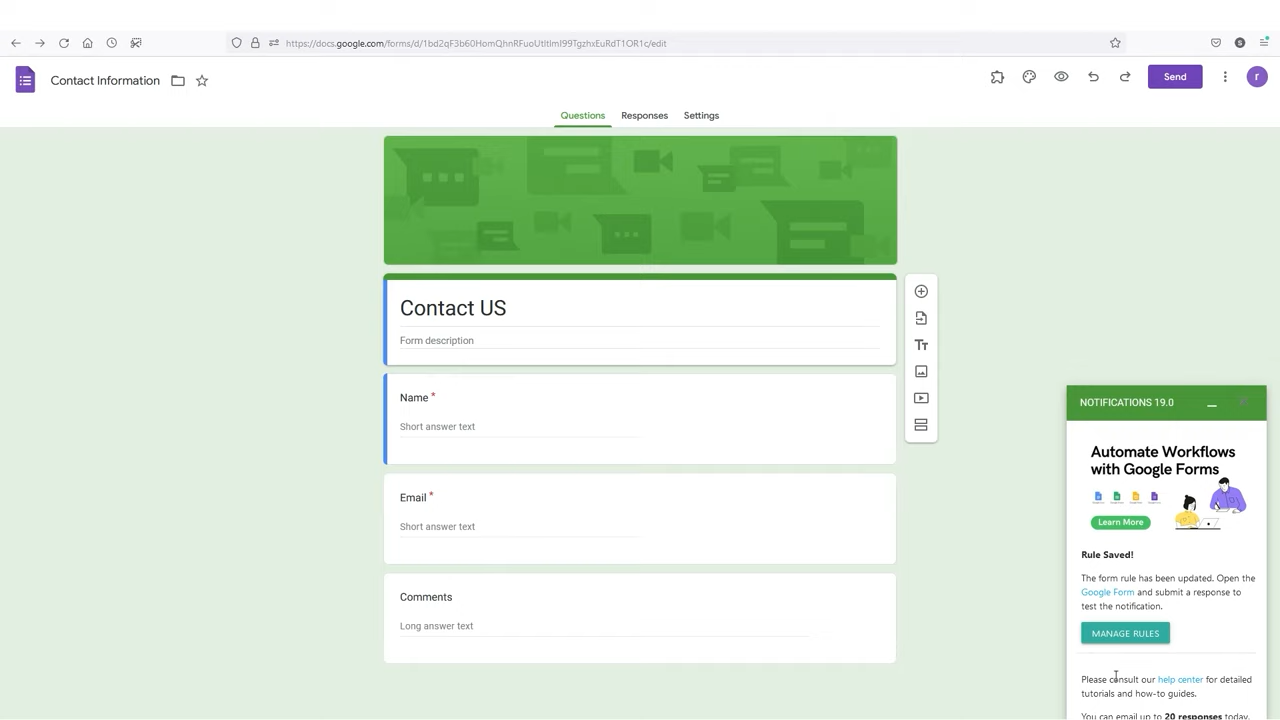 https://docs.google.com/forms/d/1bd2qF3b60HomQhnRFuoUtItlmI99TgzhxEuRdT1OR1c/edit
Contact Information
Send
r
Questions
Responses
Settings
Contact US
Form description
Name *
Short answer text
Email *
Short answer text
Comments
Long answer text
NOTIFICATIONS 19.0
Automate Workflows
with Google Forms
Learn More
Rule Saved!
The form rule has been updated. Open the
Google Form and submit a response to
test the notification.
MANAGE RULES
Please consult our help center for detailed
tutorials and how-to guides.
You can email up to 20 responses today.